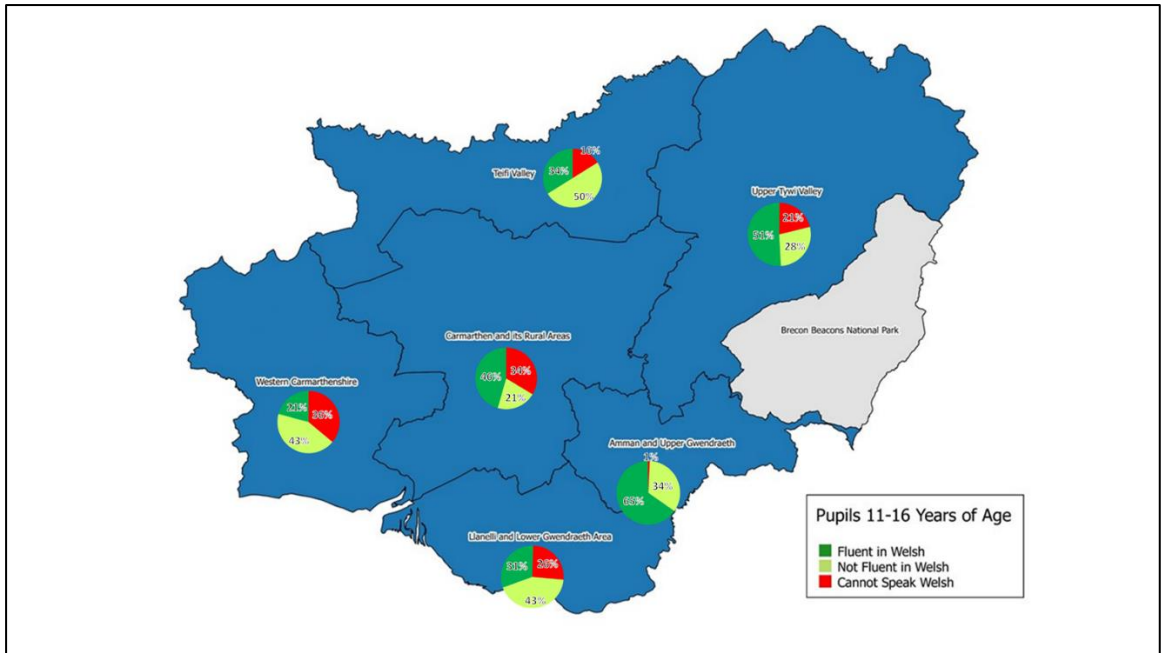 Teifi Valley
16%
34%
50%
Upper Tywi Valley
21%
51%
28%
Brecon Beacons National Park
Carmarthen and its Rural Areas
34%
46%
21%
Western Carmarthenshire
21%
36%
43%
Amman and Upper Gwendraeth
1%
34%
65%
Llanelli and Lower Gwendraeth Area
31%
26%
43%
Pupils 11-16 Years of Age
Fluent in Welsh
Not Fluent in Welsh
Cannot Speak Welsh